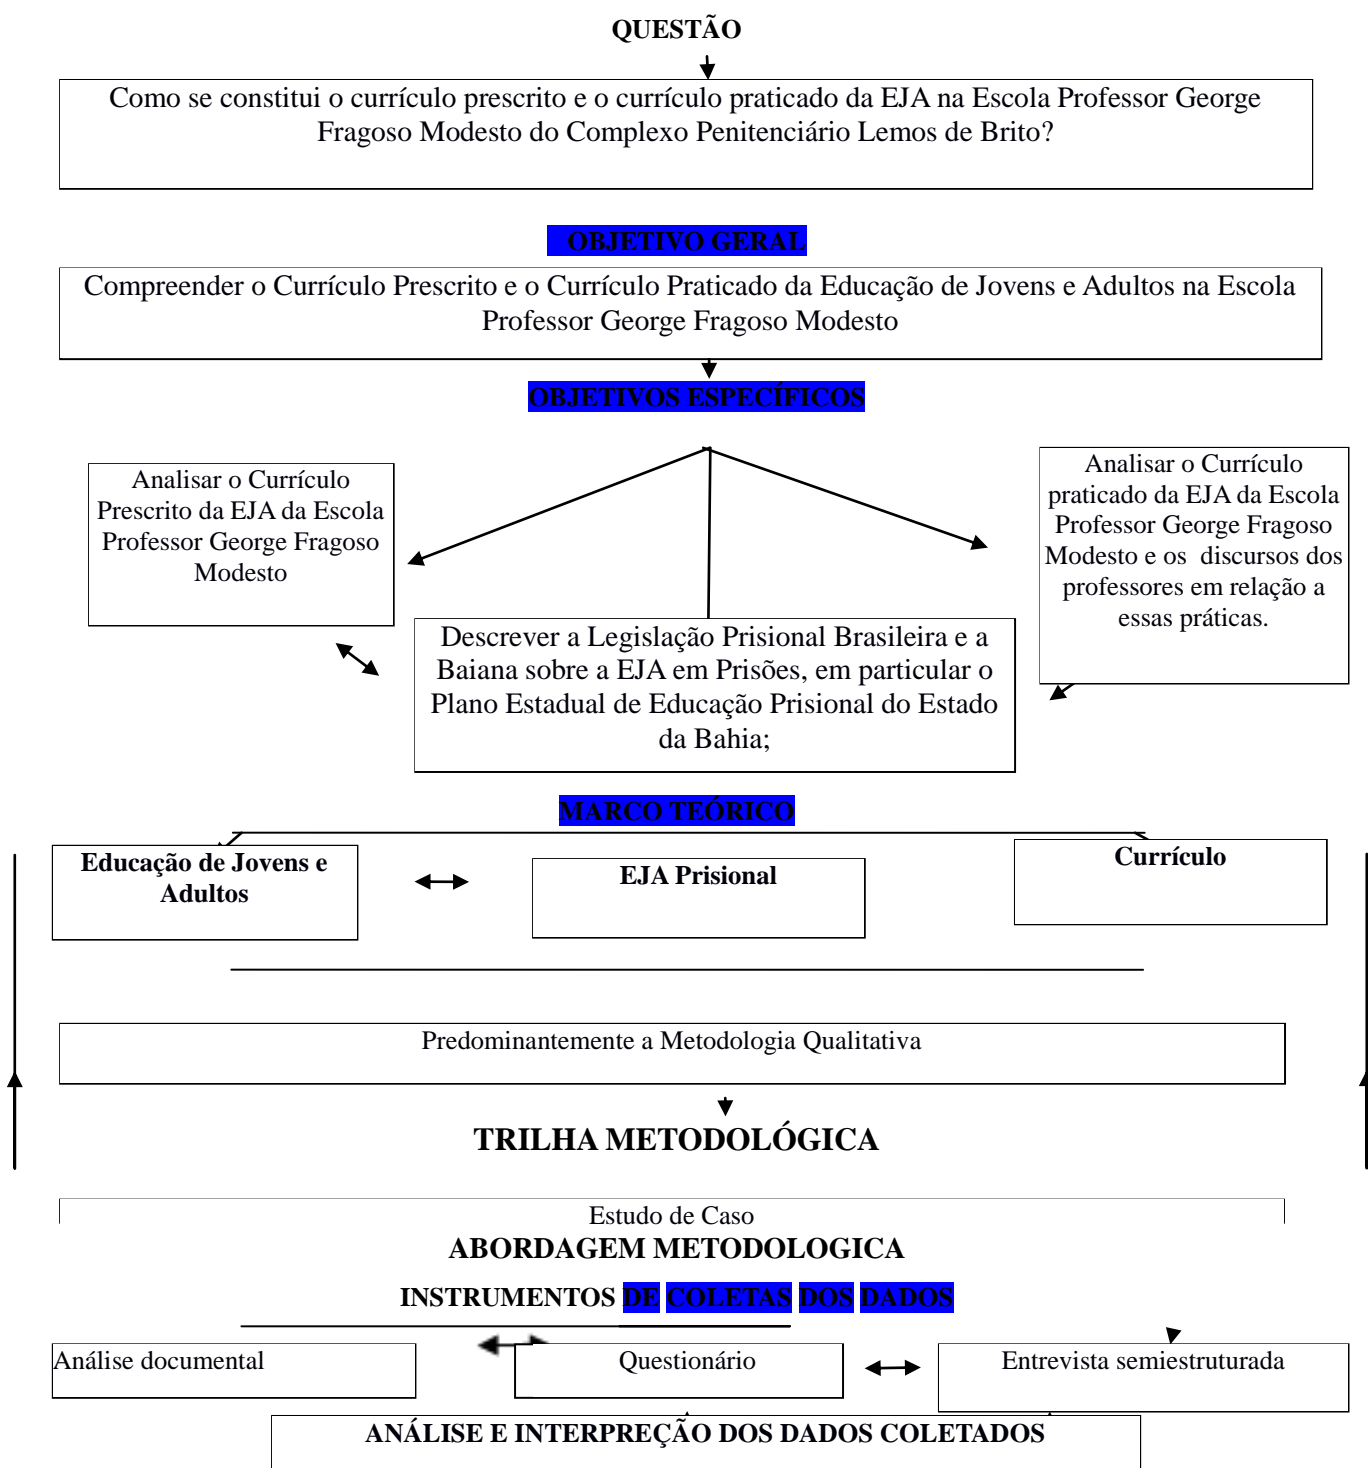 QUESTÃO
Como se constitui o currículo prescrito e o currículo praticado da EJA na Escola Professor George
Fragoso Modesto do Complexo Penitenciário Lemos de Brito?
OBJETIVO GERAL
Compreender o Currículo Prescrito e o Currículo Praticado da Educação de Jovens e Adultos na Escola
Professor George Fragoso Modesto
OBJETIVOS ESPECÍFICOS
Analisar o Currículo
Prescrito da EJA da Escola
Professor George Fragoso
Modesto
Descrever a Legislação Prisional Brasileira e a
Baiana sobre a EJA em Prisões, em particular o
Plano Estadual de Educação Prisional do Estado
da Bahia;
Analisar o Currículo
praticado da EJA da Escola
Professor George Fragoso
Modesto e os discursos dos
professores em relação a
essas práticas.
MARCO TEÓRICO
Educação de Jovens e
Adultos
EJA Prisional
Currículo
Predominantemente a Metodologia Qualitativa
TRILHA METODOLÓGICA
Estudo de Caso
ABORDAGEM METODOLOGICA
INSTRUMENTOS DE COLETAS DOS DADOS
Análise documental
Questionário
Entrevista semiestruturada
ANÁLISE E INTERPREÇÃO DOS DADOS COLETADOS